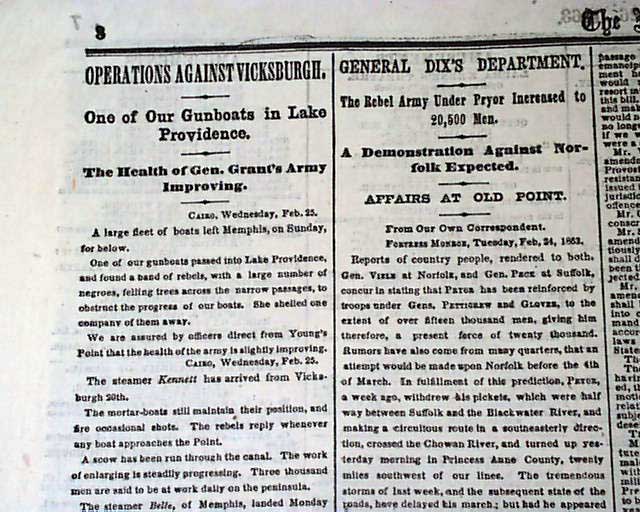 3
The
OPERATIONS AGAINST VICKSBURGH.
One of Our Gunboats in Lake
Providence.
The Health of Gen. Grant's Army
Improving.
CAIRO, Wednesday, Feb. 25.
A large fleet of boats left Memphis, on Sunday,
for below.
One of our gunboats passed into Lake Providence,
and found a band of rebels, with a large number of
negroes, felling trees across the narrow passages, to
obstruct the progress of our boats. She shelled one
company of them away.
We are assured by officers direct from Young's
Point that the health of the army is slightly improving.
CAIRO, Wednesday, Feb. 25.
The steamer Kennett has arrived from Vicks-
burgh 20th.
The mortar-boats still maintain their position, and
fire occasional shots. The rebels reply whenever
any boat approaches the Point.
A scow has been run through the canal. The work
of enlarging is steadily progressing. Three thousand
men are said to be at work daily on the peninsula.
The steamer Belle, of Memphis, landed Monday
GENERAL DIX'S DEPARTMENT.
The Rebel Army Under Pryor Increased to
20,500 Men.
A Demonstration Against Nor-
folk Expected.
AFFAIRS AT OLD POINT.
From Our Own Correspondent.
FORTRESS MONROE, Tuesday, Feb. 24, 1863.
Reports of country people, rendered to both
Gen. VIELE at Norfolk, and Gen. PECK at Suffolk,
concur in stating that PRYOR has been reinforced by
troops under Gens. PETTIGREW and GLOVER, to the
extent of over fifteen thousand men, giving him
therefore, a present force of twenty thousand.
Rumors have also come from many quarters, that an
attempt would be made upon Norfolk before the 4th
of March. In fulfillment of this prediction, PRYOR,
a week ago, withdrew his pickets, which were half
way between Suffolk and the Blackwater River, and
making a circuitous route in a southeasterly direc-
tion, crossed the Chowan River, and turned up yes-
terday morning in Princess Anne County, twenty
miles southwest of our lines. The tremendous
storms of last week, and the subsequent state of the
roads, have delayed his march; but had he appeared